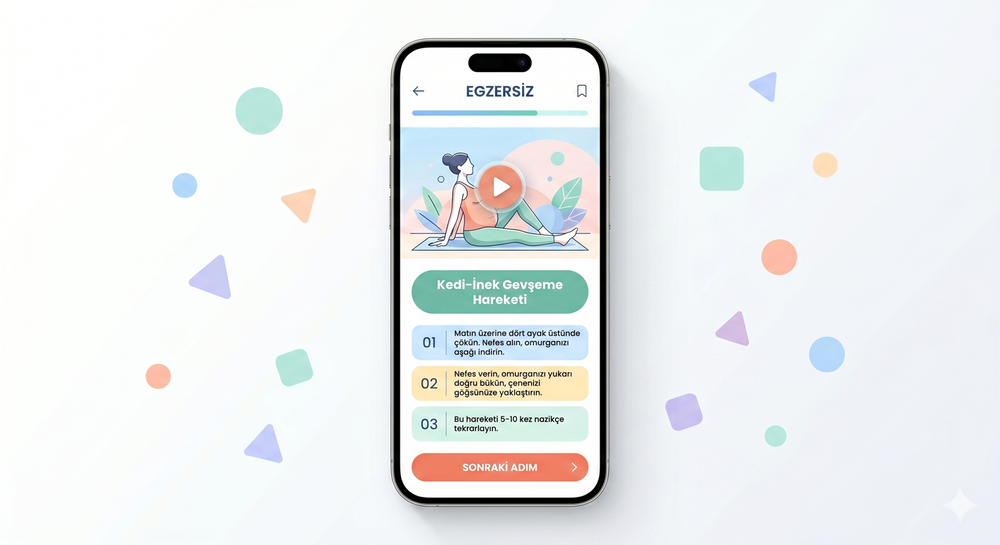 EGZERSİZ
Kedi-İnek Gevşeme
Hareketi
01
Matın üzerine dört ayak üstünde
çökün. Nefes alın, omurganızı
aşağı indirin.
02
Nefes verin, omurganızı yukarı
doğru bükün, çenenizi
göğsünüze yaklaştırın.
03
Bu hareketi 5-10 kez nazikçe
tekrarlayın.
SONRAKİ ADIM